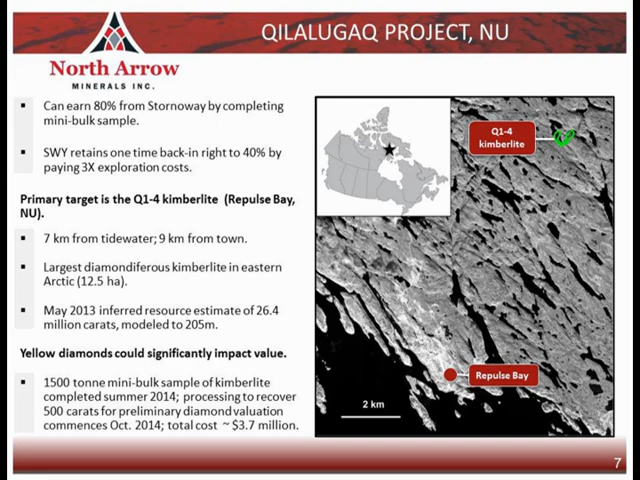 QILALUGAQ PROJECT, NU
North Arrow
MINERALS INC.
Can earn 80% from Stornoway by completing
mini-bulk sample.
SWY retains one time back-in right to 40% by
paying 3X exploration costs.
Primary target is the Q1-4 kimberlite (Repulse Bay,
NU).
7 km from tidewater; 9 km from town.
Largest diamondiferous kimberlite in eastern
Arctic (12.5 ha).
May 2013 inferred resource estimate of 26.4
million carats, modeled to 205m.
Yellow diamonds could significantly impact value.
1500 tonne mini-bulk sample of kimberlite
completed summer 2014; processing to recover
500 carats for preliminary diamond valuation
commences Oct. 2014; total cost ~ $3.7 million.
Q1-4
kimberlite
Repulse Bay
2 km
7